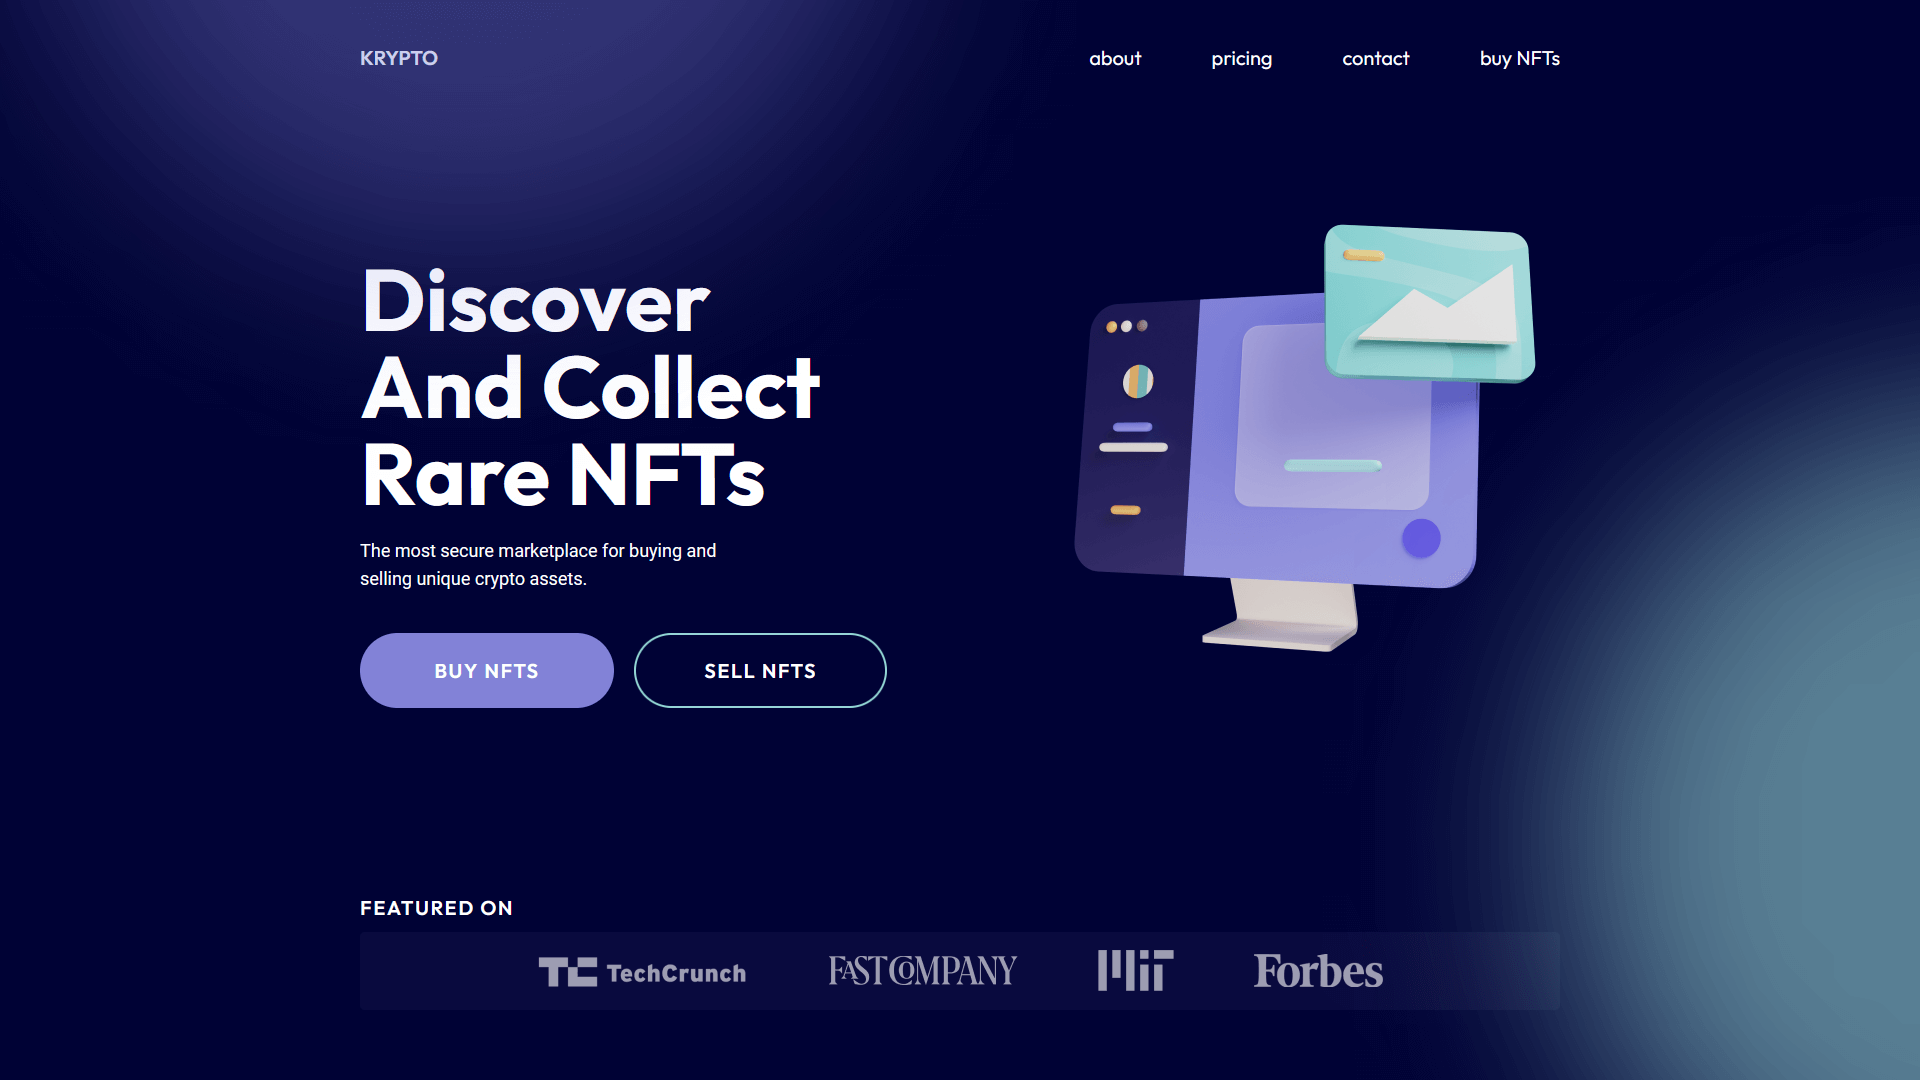 KRYPTO
about pricing contact buy NFTs
Discover
And Collect
Rare NFTs
The most secure marketplace for buying and
selling unique crypto assets.
BUY NFTS SELL NFTS
FEATURED ON
TC TechCrunch FAST COMPANY MIT Forbes